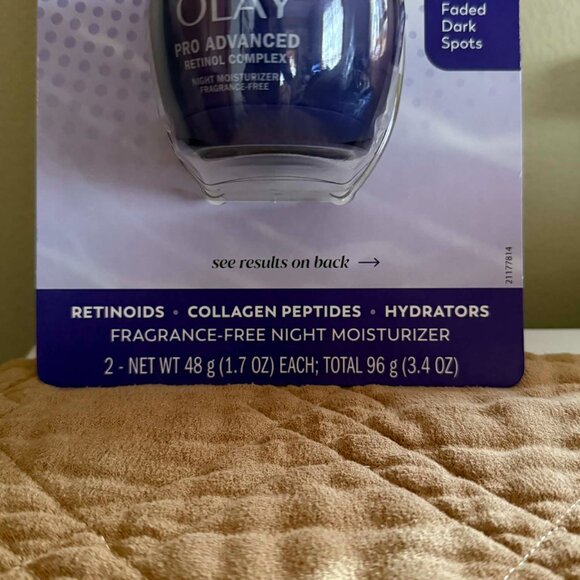 OLAY
PRO ADVANCED
RETINOL COMPLEX
NIGHT MOISTURIZER
FRAGRANCE-FREE
Faded
Dark
Spots
see results on back →
21177814
RETINOIDS • COLLAGEN PEPTIDES • HYDRATORS
FRAGRANCE-FREE NIGHT MOISTURIZER
2 - NET WT 48 g (1.7 OZ) EACH; TOTAL 96 g (3.4 OZ)